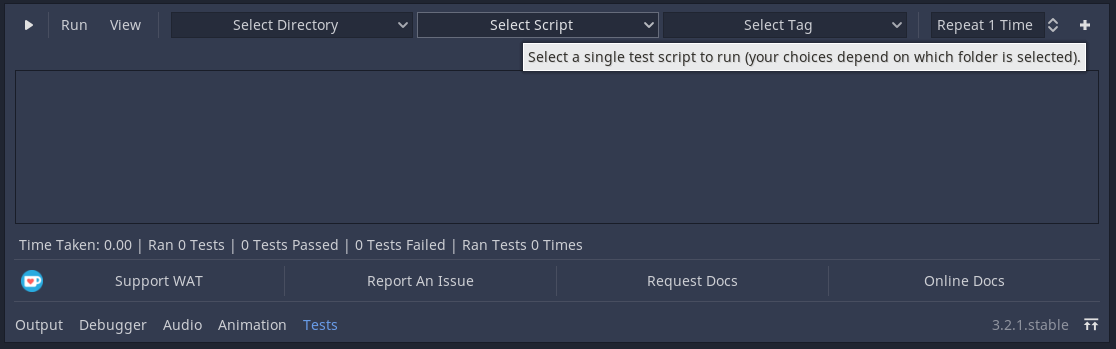 Run View Select Directory Select Script Select Tag Repeat 1 Time
Select a single test script to run (your choices depend on which folder is selected).
Time Taken: 0.00 | Ran 0 Tests | 0 Tests Passed | 0 Tests Failed | Ran Tests 0 Times
Support WAT Report An Issue Request Docs Online Docs
Output Debugger Audio Animation Tests 3.2.1.stable